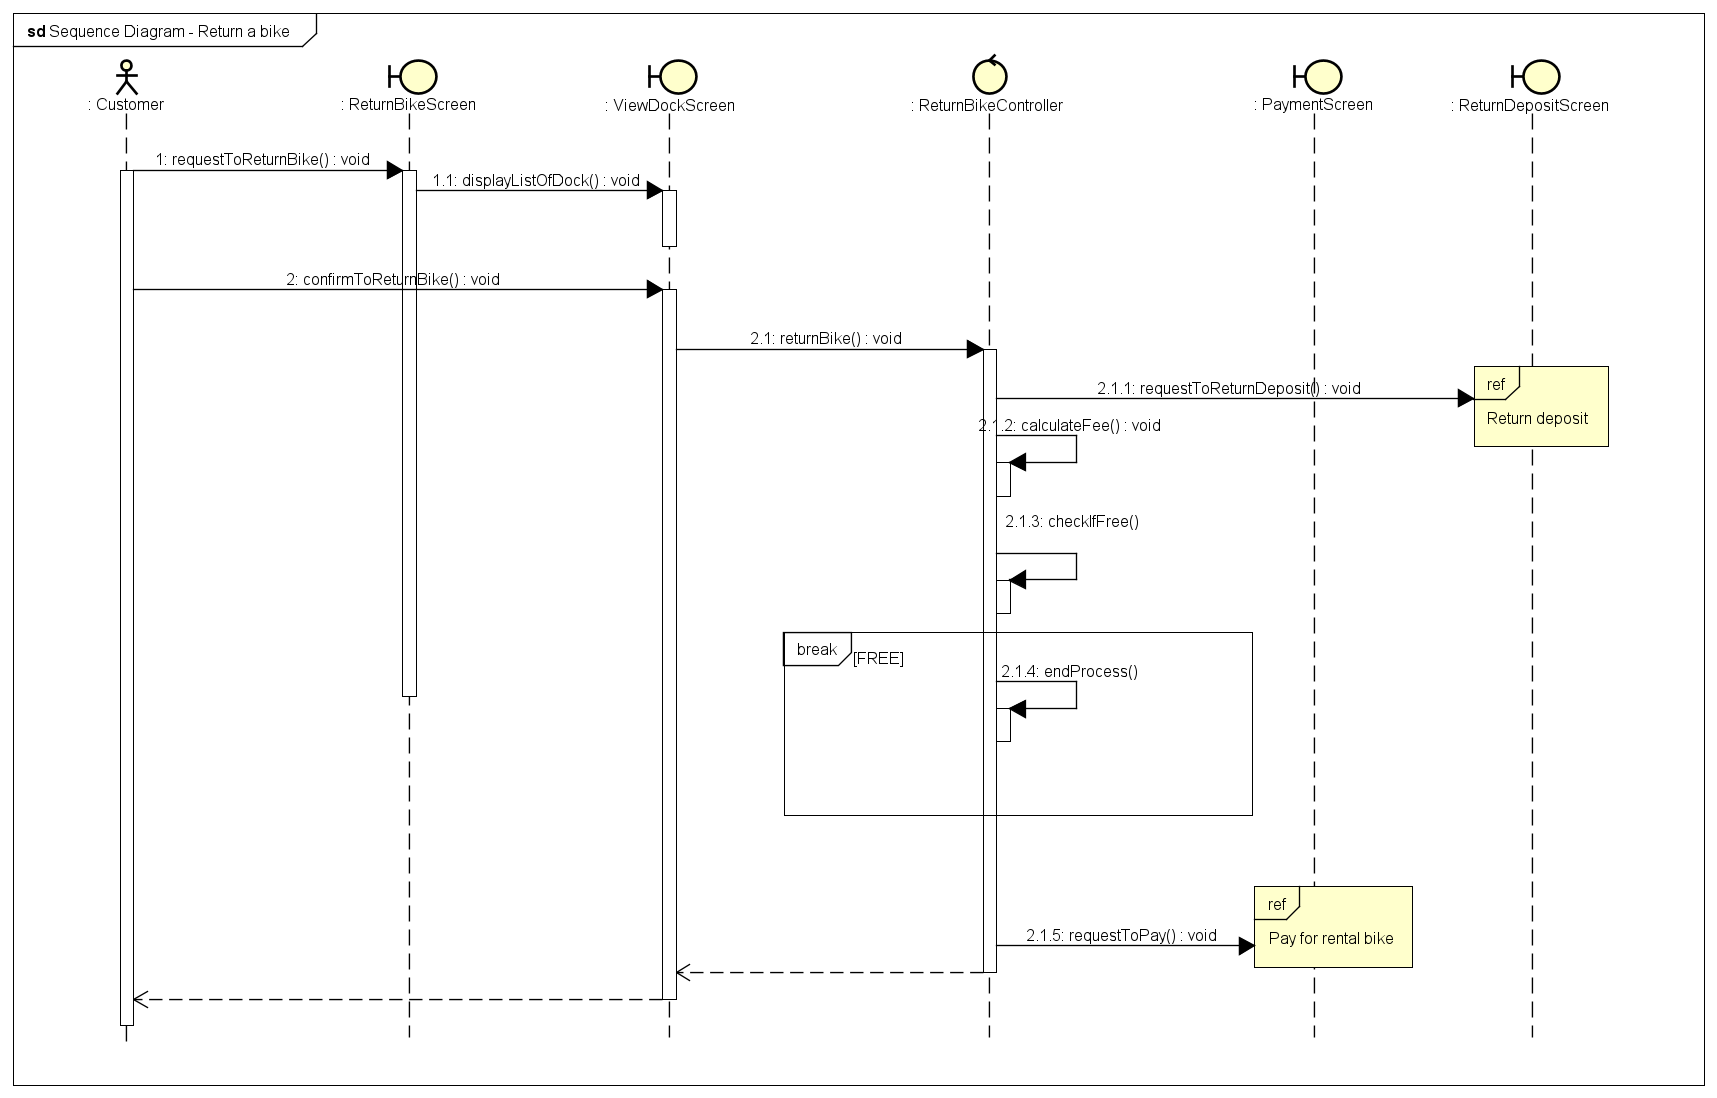 sd Sequence Diagram - Return a bike
: Customer
: ReturnBikeScreen
: ViewDockScreen
: ReturnBikeController
: PaymentScreen
: ReturnDepositScreen
1: requestToReturnBike() : void
1.1: displayListOfDock() : void
2: confirmToReturnBike() : void
2.1: returnBike() : void
ref
2.1.1: requestToReturnDeposit() : void
Return deposit
2.1.2: calculateFee() : void
2.1.3: checkIfFree()
break
[FREE]
2.1.4: endProcess()
ref
2.1.5: requestToPay() : void
Pay for rental bike